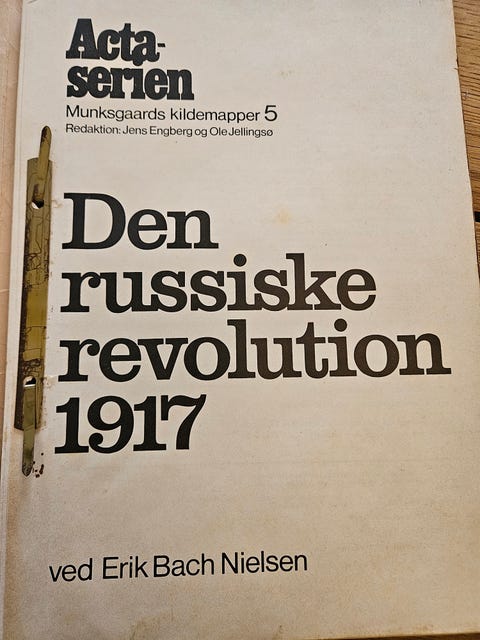 Acta-
serien
Munksgaards kildemapper 5
Redaktion: Jens Engberg og Ole Jellingsø
Den
russiske
revolution
1917
ved Erik Bach Nielsen